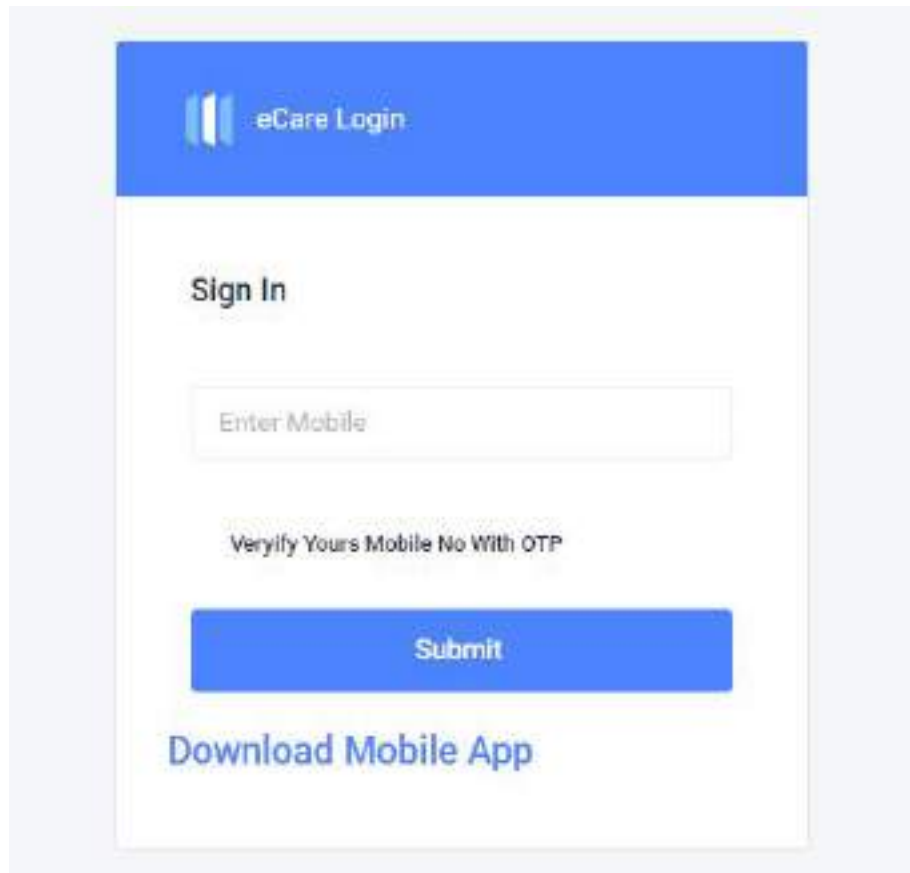 eCare Login
Sign In
Enter Mobile
Veryify Yours Mobile No With OTP
Submit
Download Mobile App